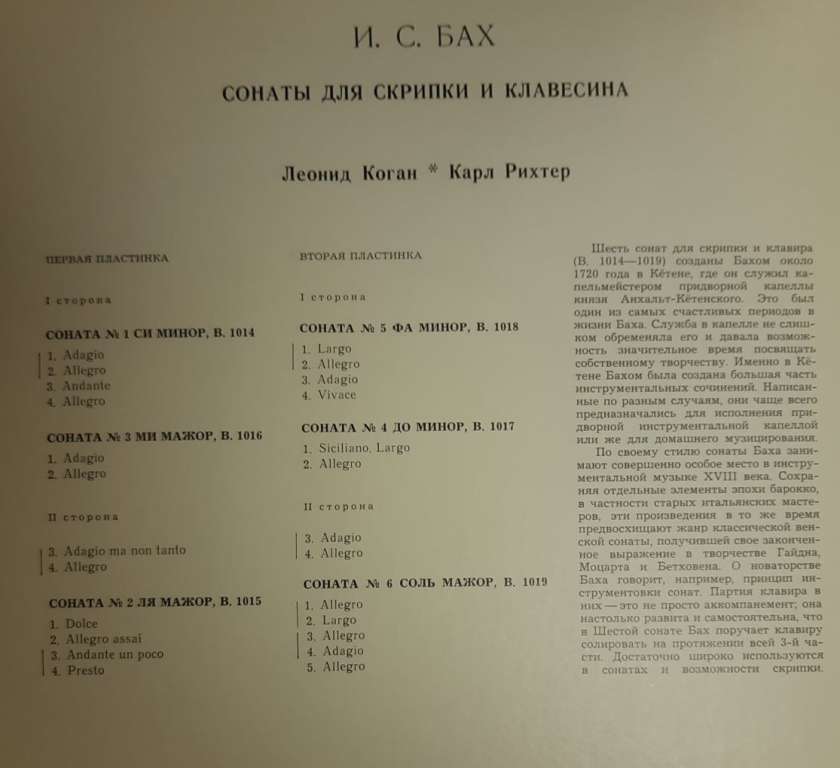 И. С. БАХ
СОНАТЫ ДЛЯ СКРИПКИ И КЛАВЕСИНА
Леонид Коган * Карл Рихтер
ПЕРВАЯ ПЛАСТИНКА
I сторона
СОНАТА № 1 СИ МИНОР, В. 1014
1. Adagio
2. Allegro
3. Andante
4. Allegro
СОНАТА № 3 МИ МАЖОР, В. 1016
1. Adagio
2. Allegro
II сторона
3. Adagio ma non tanto
4. Allegro
СОНАТА № 2 ЛЯ МАЖОР, В. 1015
1. Dolce
2. Allegro assai
3. Andante un poco
4. Presto
ВТОРАЯ ПЛАСТИНКА
I сторона
СОНАТА № 5 ФА МИНОР, В. 1018
1. Largo
2. Allegro
3. Adagio
4. Vivace
СОНАТА № 4 ДО МИНОР, В. 1017
1. Siciliano, Largo
2. Allegro
II сторона
3. Adagio
4. Allegro
СОНАТА № 6 СОЛЬ МАЖОР, В. 1019
1. Allegro
2. Largo
3. Allegro
4. Adagio
5. Allegro
Шесть сонат для скрипки и клавира
(В. 1014—1019) созданы Бахом около
1720 года в Кётене, где он служил ка-
пельмейстером придворной капеллы
князя Анхальт-Кётенского. Это был
один из самых счастливых периодов в
жизни Баха. Служба в капелле не слиш-
ком обременяла его и давала возмож-
ность значительное время посвящать
собственному творчеству. Именно в Кё-
тене Бахом была создана большая часть
инструментальных сочинений. Написан-
ные по разным случаям, они чаще всего
предназначались для исполнения при-
дворной инструментальной капеллой
или же для домашнего музицирования.
По своему стилю сонаты Баха зани-
мают совершенно особое место в инстру-
ментальной музыке XVIII века. Сохра-
няя отдельные элементы эпохи барокко,
в частности старых итальянских масте-
ров, эти произведения в то же время
предвосхищают жанр классической вен-
ской сонаты, получившей свое закончен-
ное выражение в творчестве Гайдна,
Моцарта и Бетховена. О новаторстве
Баха говорит, например, принцип ин-
струментовки сонат. Партия клавира в
них — это не просто аккомпанемент; она
настолько развита и самостоятельна, что
в Шестой сонате Бах поручает клавиру
солировать на протяжении всей 3-й ча-
сти. Достаточно широко используются
в сонатах и возможности скрипки.